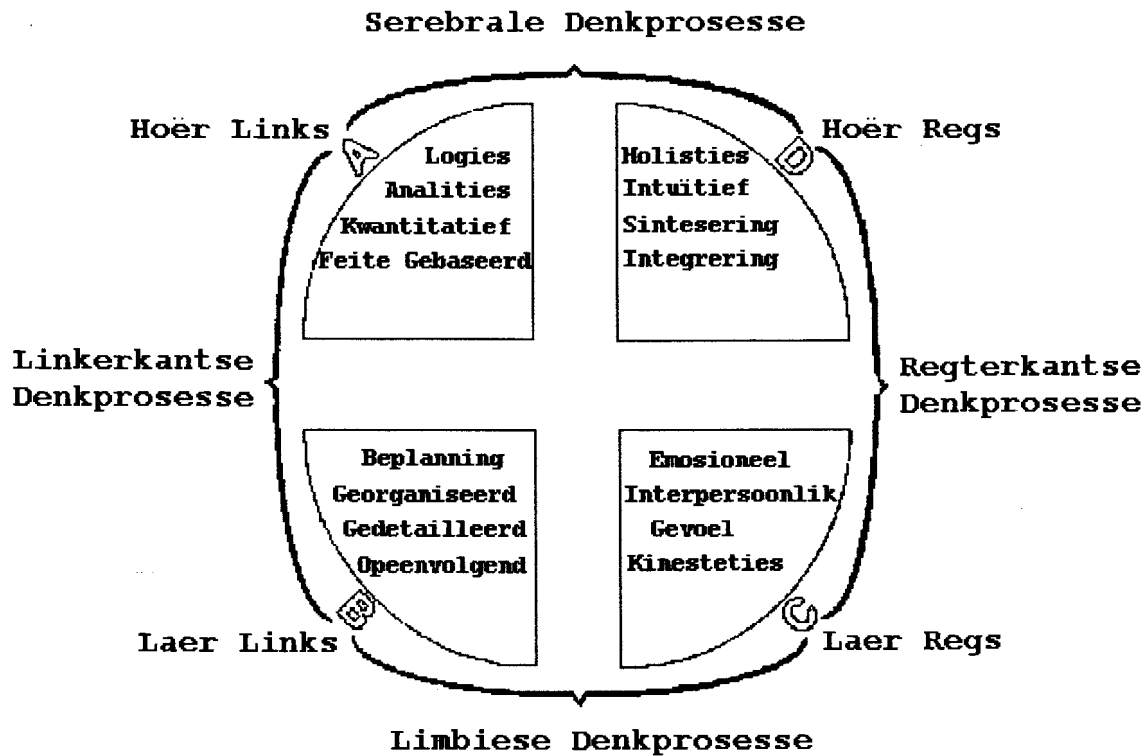 Serebrale Denkprosesse
Hoër Links
Hoër Regs
A
D
Logies
Analities
Kwantitatief
Feite Gebaseerd
Holisties
Intuïtief
Sintesering
Integrering
Linkerkantse
Denkprosesse
Regterkantse
Denkprosesse
Beplanning
Georganiseerd
Gedetailleerd
Opeenvolgend
Emosioneel
Interpersoonlik
Gevoel
Kinesteties
B
C
Laer Links
Laer Regs
Limbiese Denkprosesse